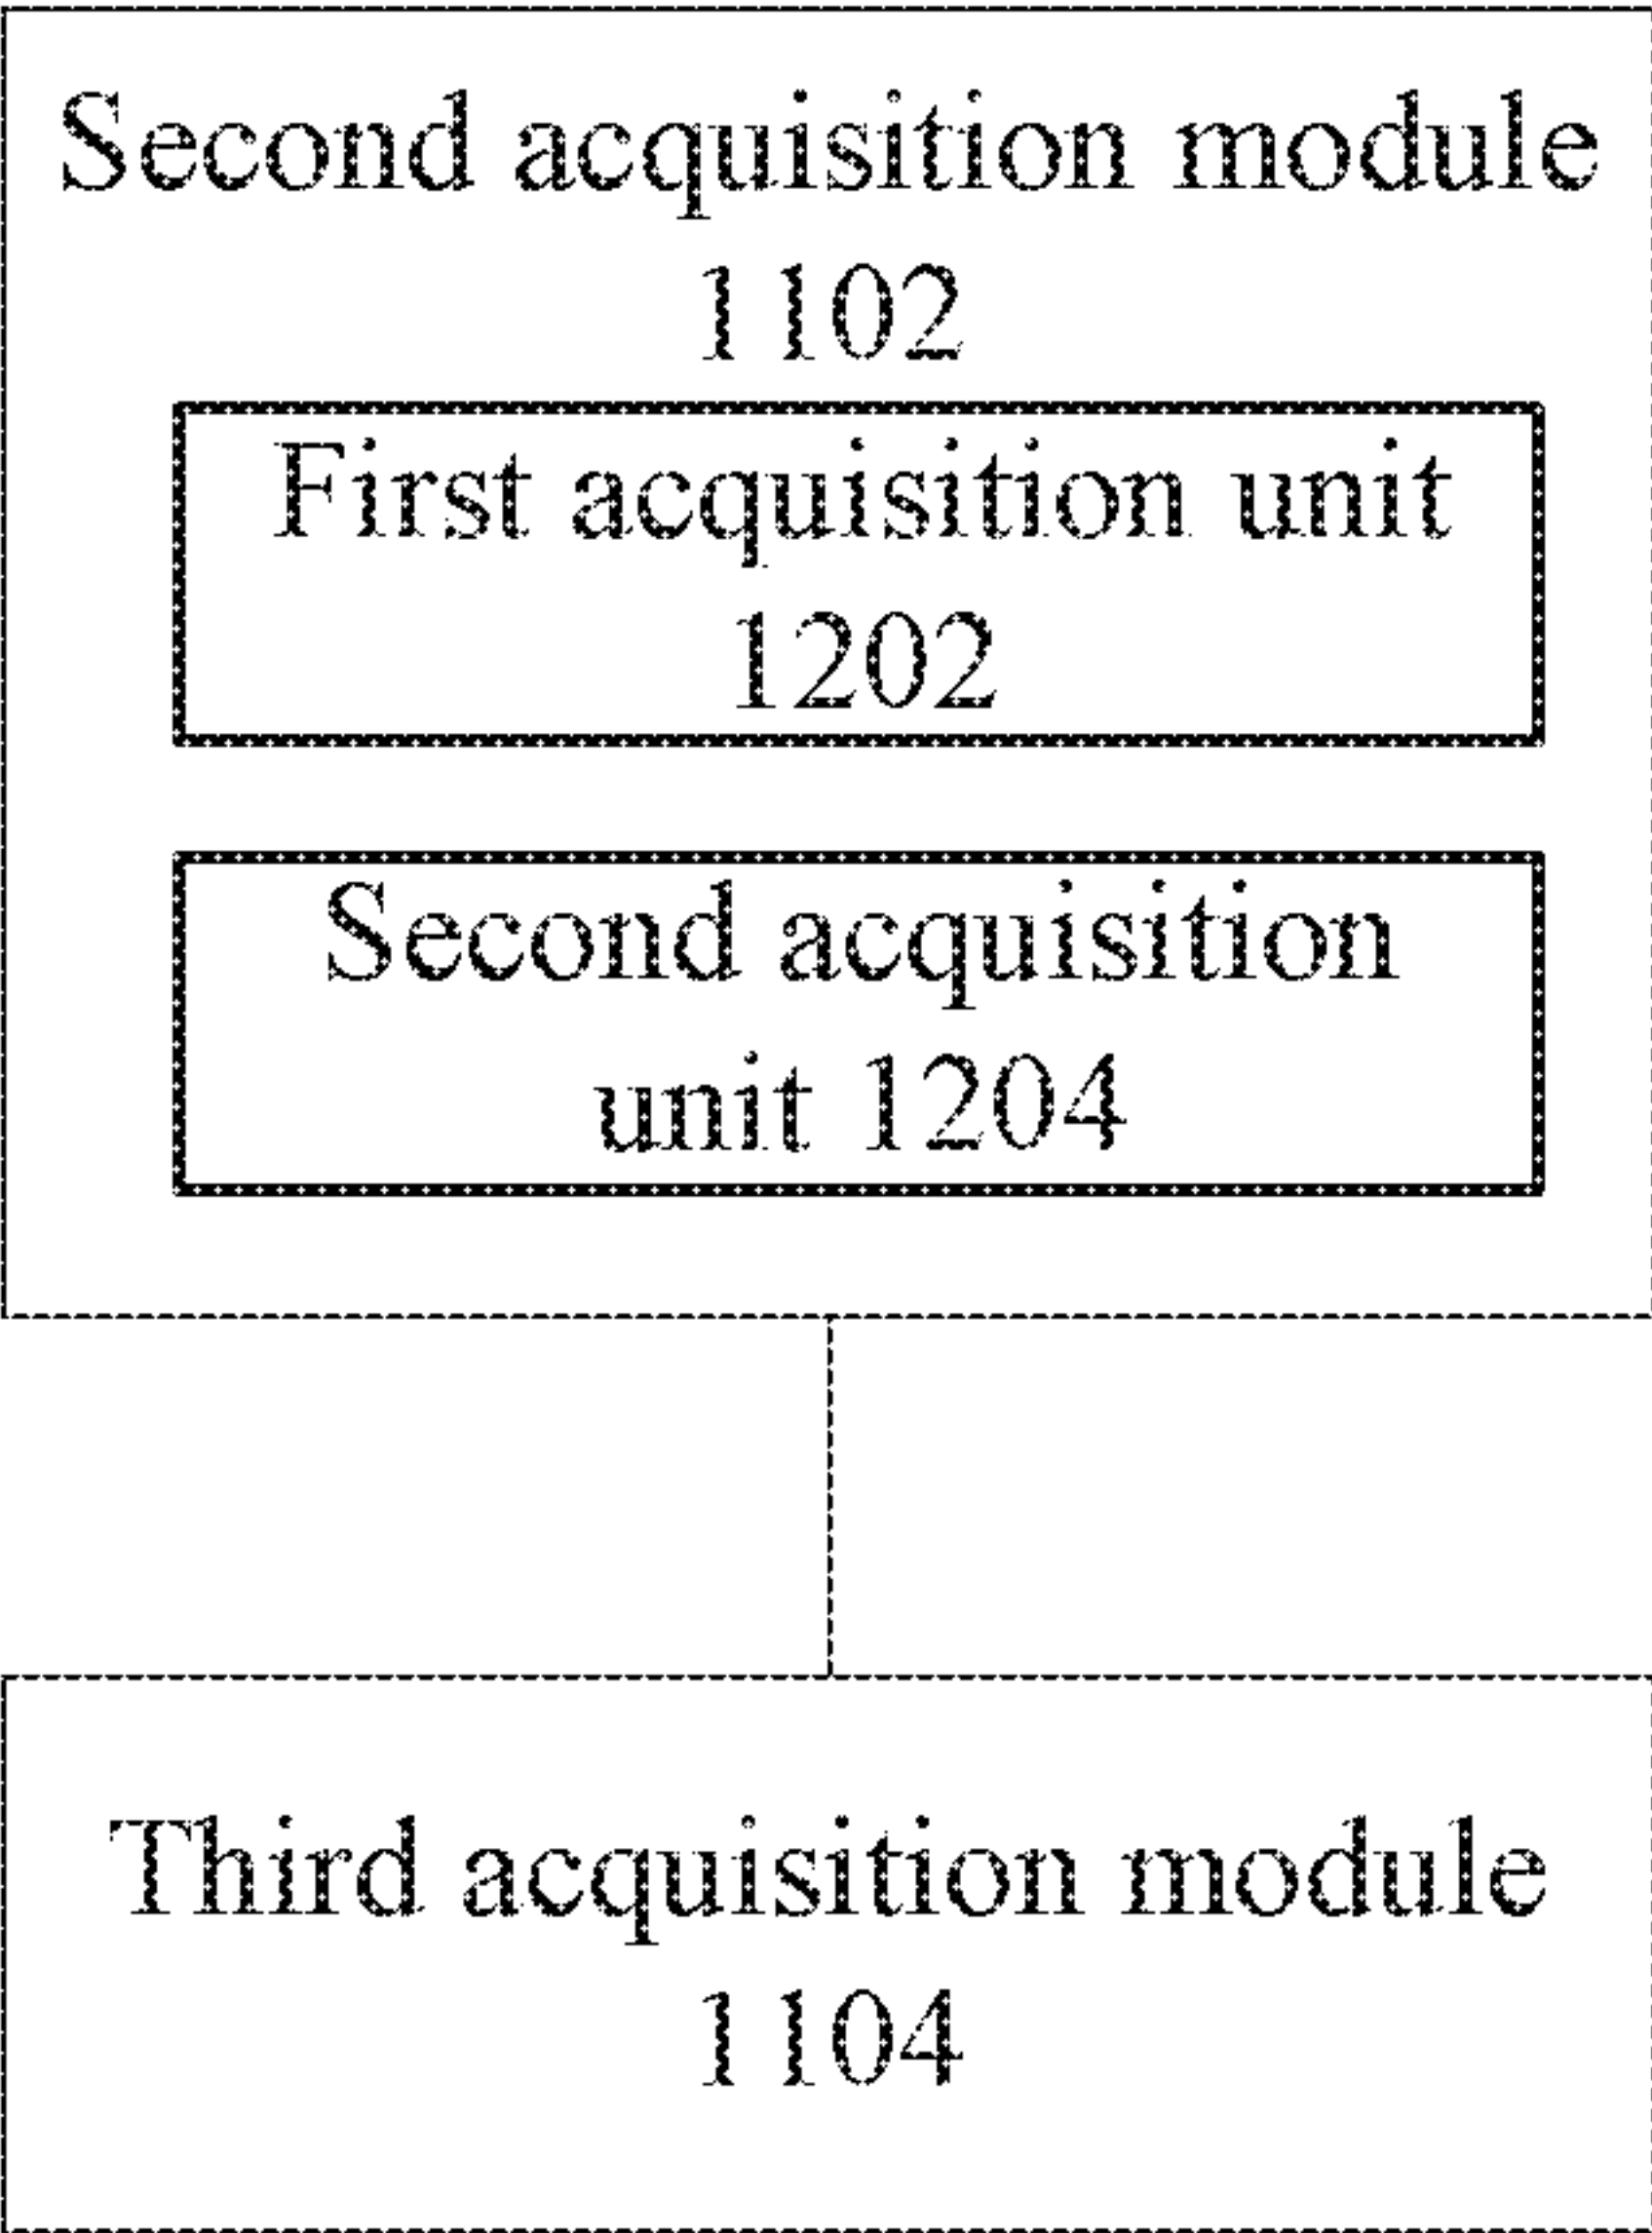 Second acquisition module
1102
First acquisition unit
1202
Second acquisition
unit 1204
Third acquisition module
1104